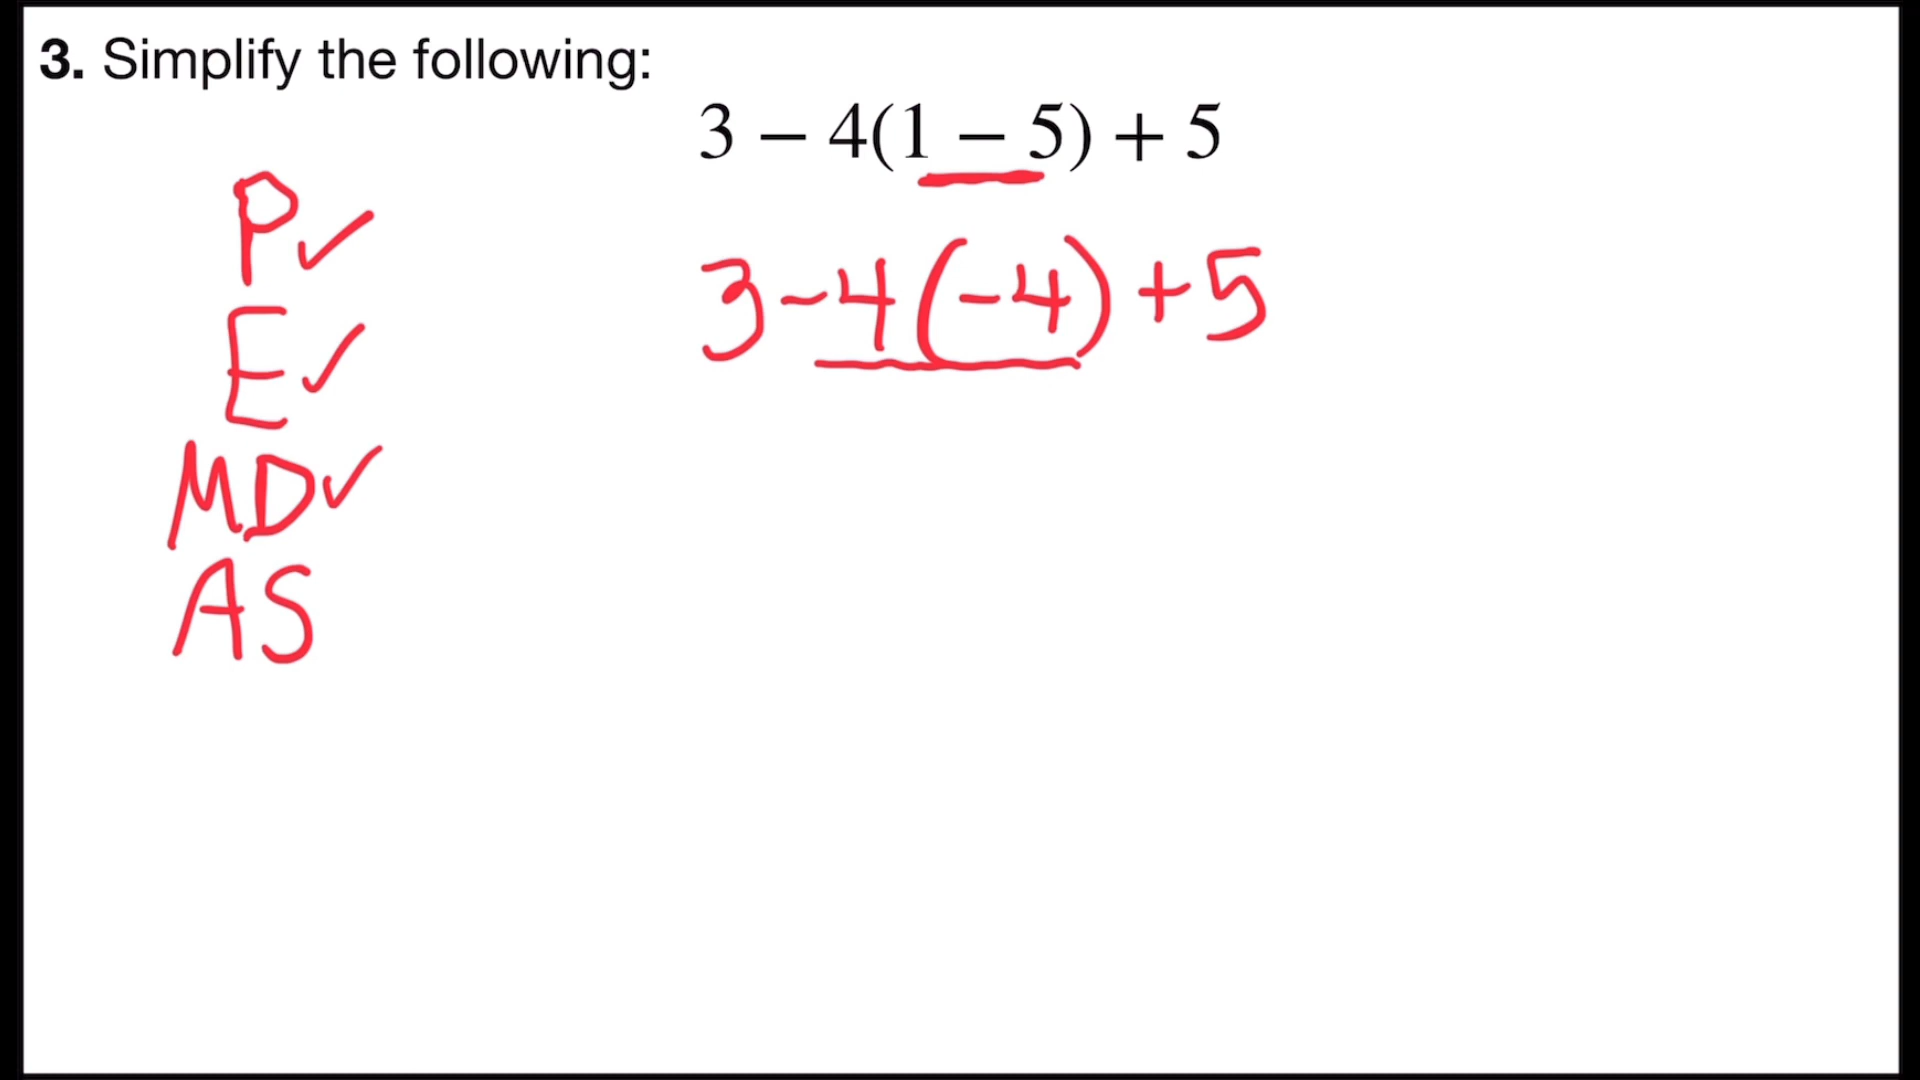 3. Simplify the following:
3 − 4(1 − 5) + 5
P✓
3-4(-4)+5
E✓
MD✓
AS